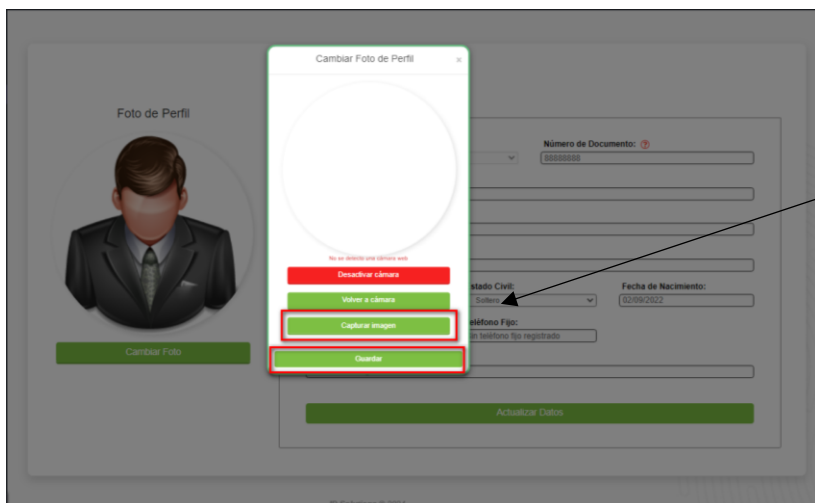 Cambiar Foto de Perfil ×
Foto de Perfil
Número de Documento: ?
88888888
No se detectó una cámara web
Desactivar cámara
Volver a cámara
Capturar imagen
Guardar
Cambiar Foto
stado Civil:
Fecha de Nacimiento:
Soltero
02/09/2022
eléfono Fijo:
in teléfono fijo registrado
Actualizar Datos